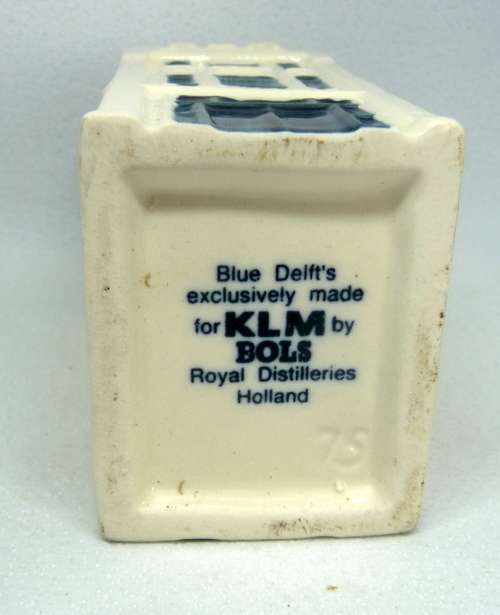 Blue Delft's
exclusively made
for KLM by
BOLS
Royal Distilleries
Holland
75